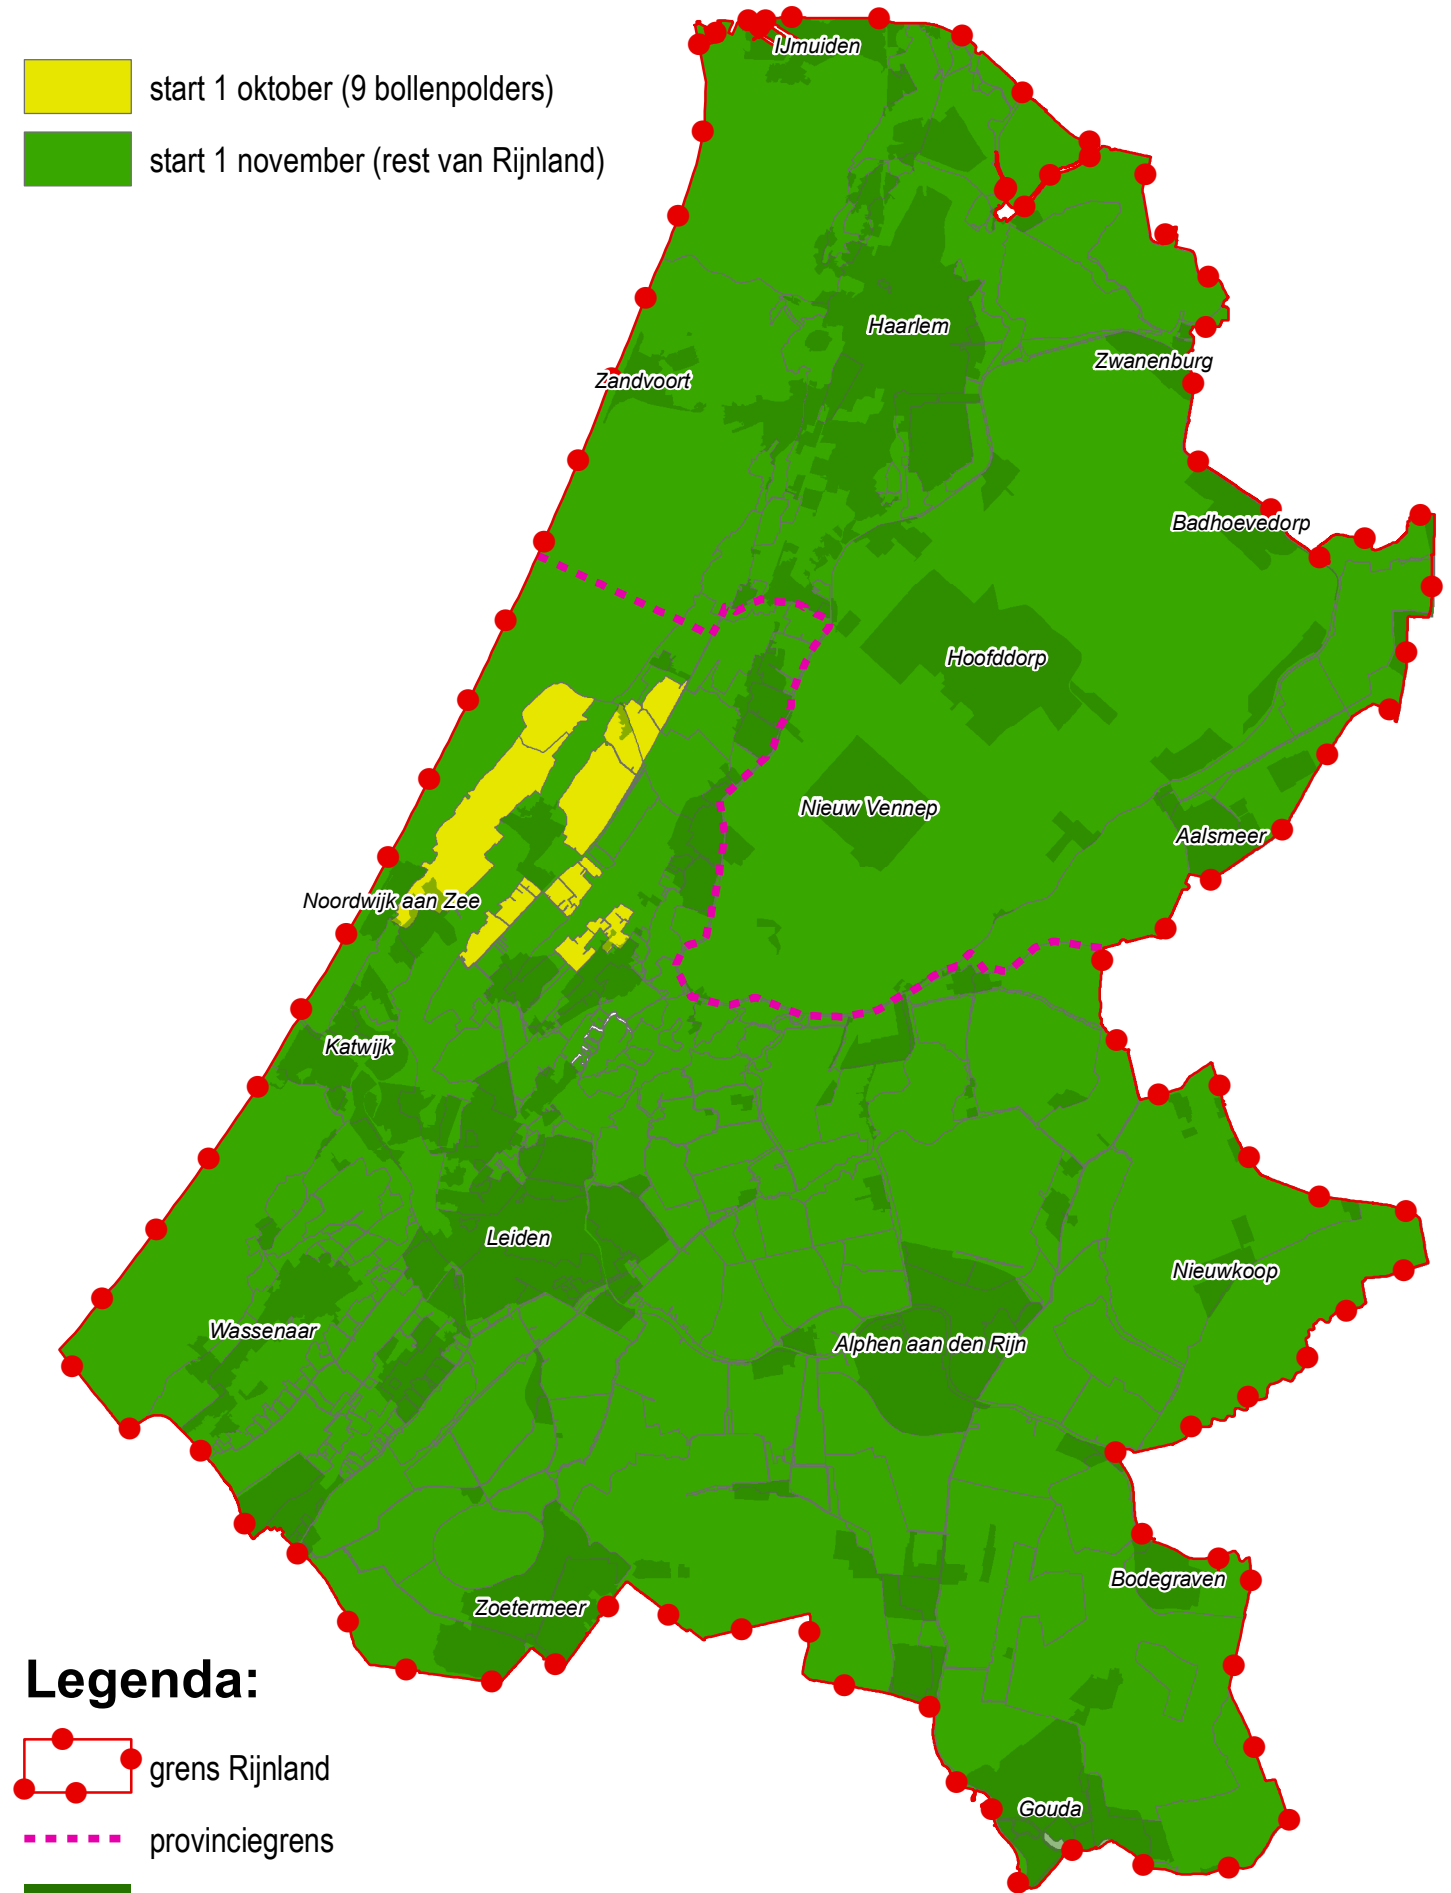 start 1 oktober (9 bollenpolders)
start 1 november (rest van Rijnland)
IJmuiden
Haarlem
Zwanenburg
Zandvoort
Badhoevedorp
Hoofddorp
Nieuw Vennep
Aalsmeer
Noordwijk aan Zee
Katwijk
Leiden
Nieuwkoop
Wassenaar
Alphen aan den Rijn
Bodegraven
Zoetermeer
Gouda
Legenda:
grens Rijnland
provinciegrens